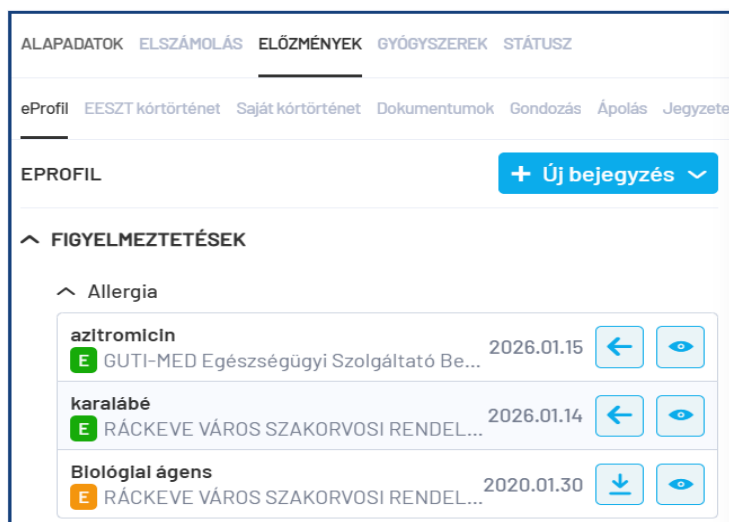 ALAPADATOK ELSZÁMOLÁS ELŐZMÉNYEK GYÓGYSZEREK STÁTUSZ
eProfil EESZT kórtörténet Saját kórtörténet Dokumentumok Gondozás Ápolás Jegyzete
EPROFIL + Új bejegyzés
FIGYELMEZTETÉSEK
Allergia
azitromicin
E GUTI-MED Egészségügyi Szolgáltató Be... 2026.01.15
karalábé
E RÁCKEVE VÁROS SZAKORVOSI RENDEL... 2026.01.14
Biológiai ágens
E RÁCKEVE VÁROS SZAKORVOSI RENDEL... 2020.01.30